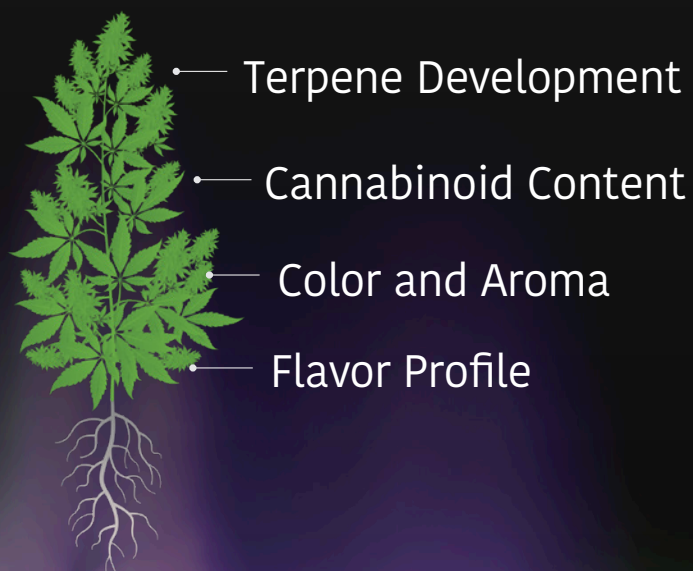 Terpene Development
Cannabinoid Content
Color and Aroma
Flavor Profile